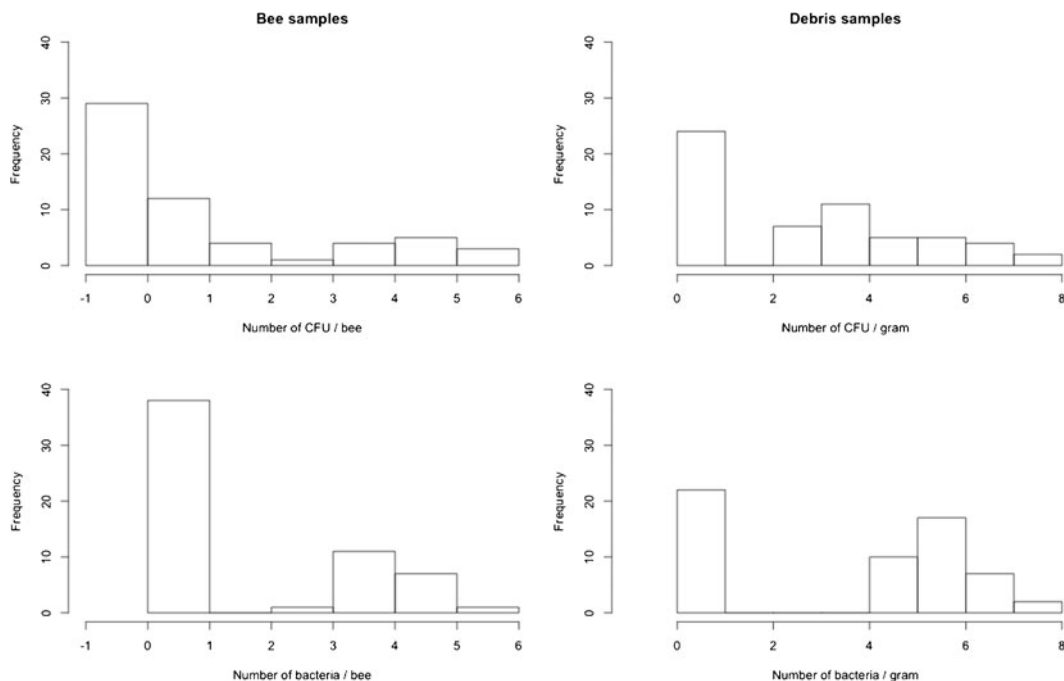 Bee samples
Debris samples
Frequency
40
30
20
10
0
-1 0 1 2 3 4 5 6
Number of CFU / bee
Frequency
40
30
20
10
0
0 2 4 6 8
Number of CFU / gram
Frequency
40
30
20
10
0
-1 0 1 2 3 4 5 6
Number of bacteria / bee
Frequency
40
30
20
10
0
0 2 4 6 8
Number of bacteria / gram